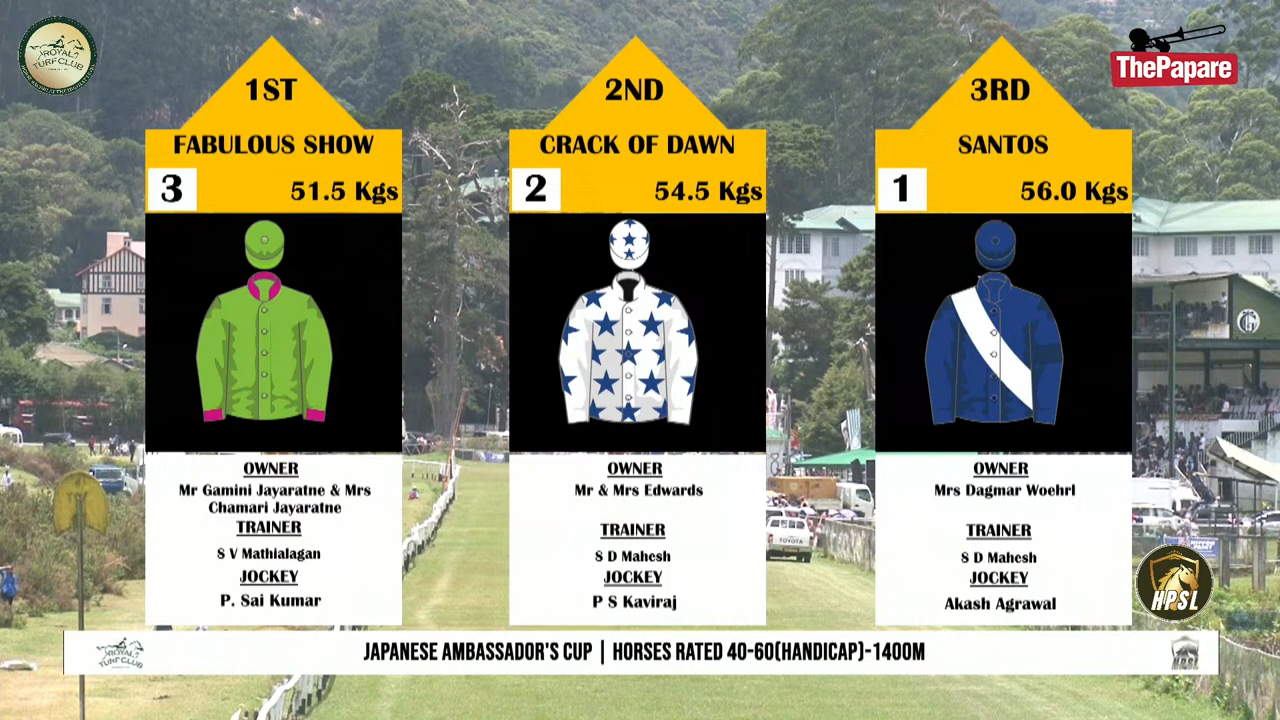 ROYAL
TURF CLUB
ThePapare
1ST
FABULOUS SHOW
3
51.5 Kgs
OWNER
Mr Gamini Jayaratne & Mrs
Chamari Jayaratne
TRAINER
S V Mathialagan
JOCKEY
P. Sai Kumar
2ND
CRACK OF DAWN
2
54.5 Kgs
OWNER
Mr & Mrs Edwards
TRAINER
S D Mahesh
JOCKEY
P S Kaviraj
3RD
SANTOS
1
56.0 Kgs
OWNER
Mrs Dagmar Woehrl
TRAINER
S D Mahesh
JOCKEY
Akash Agrawal
TOYOTA
HPSL
ROYAL
TURF CLUB
JAPANESE AMBASSADOR'S CUP | HORSES RATED 40-60(HANDICAP)-1400M